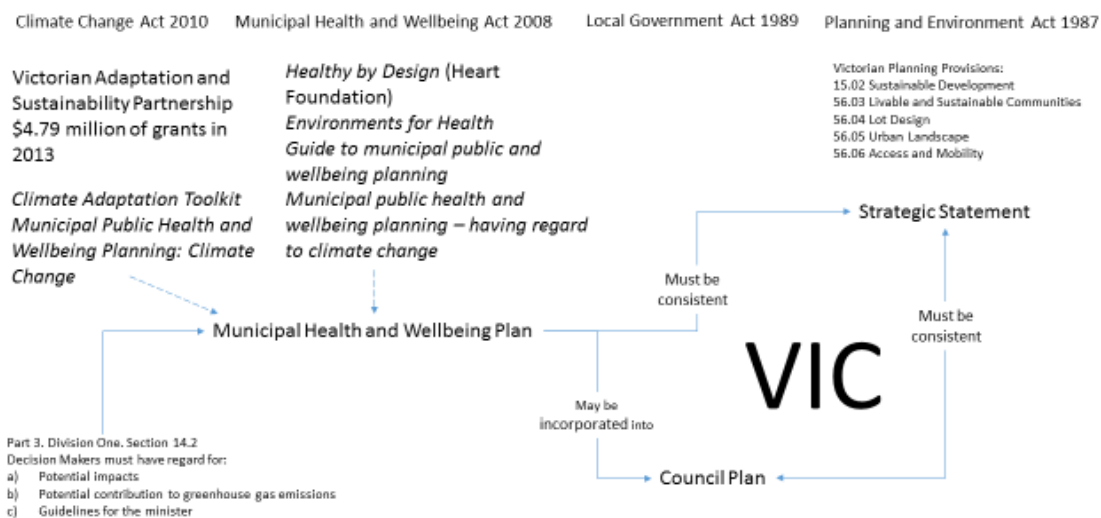 Climate Change Act 2010
Municipal Health and Wellbeing Act 2008
Local Government Act 1989
Planning and Environment Act 1987
Victorian Adaptation and
Sustainability Partnership
$4.79 million of grants in
2013
Climate Adaptation Toolkit
Municipal Public Health and
Wellbeing Planning: Climate
Change
Healthy by Design (Heart
Foundation)
Environments for Health
Guide to municipal public and
wellbeing planning
Municipal public health and
wellbeing planning – having regard
to climate change
Victorian Planning Provisions:
15.02 Sustainable Development
56.03 Livable and Sustainable Communities
56.04 Lot Design
56.05 Urban Landscape
56.06 Access and Mobility
Strategic Statement
Must be
consistent
Must be
consistent
Municipal Health and Wellbeing Plan
VIC
May be
incorporated into
Council Plan
Part 3. Division One. Section 14.2
Decision Makers must have regard for:
a) Potential impacts
b) Potential contribution to greenhouse gas emissions
c) Guidelines for the minister